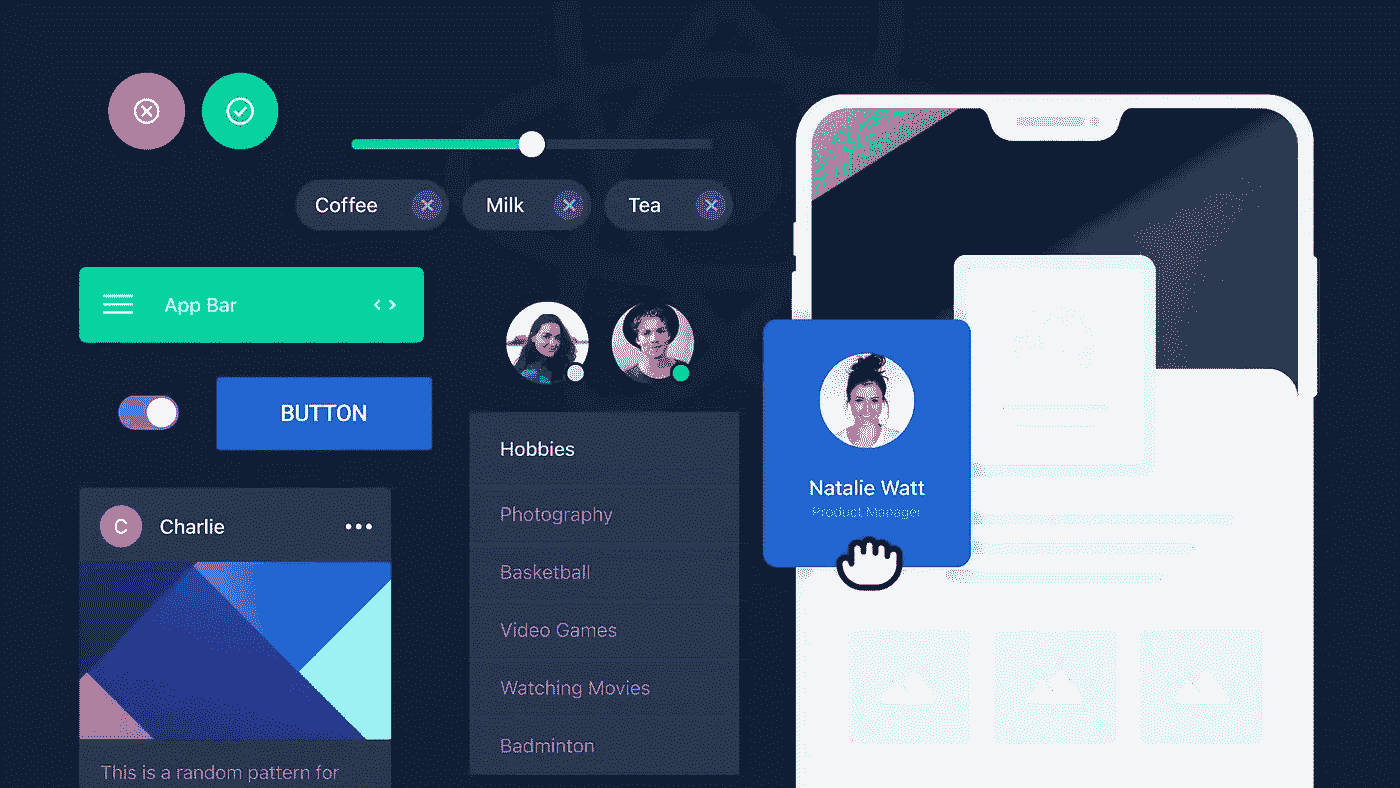 Coffee
Milk
Tea
App Bar
BUTTON
Hobbies
Photography
Basketball
Video Games
Watching Movies
Badminton
C
Charlie
This is a random pattern for
Natalie Watt
Product Manager